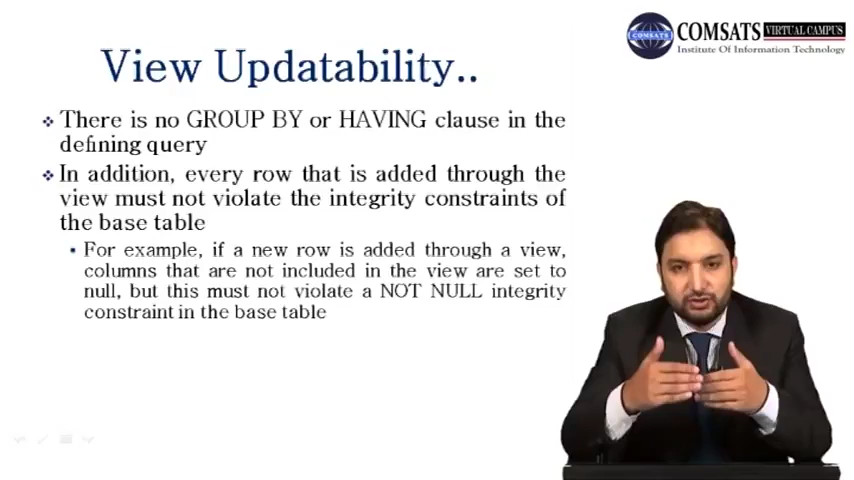 COMSATS VIRTUAL CAMPUS
COMSATS
Institute Of Information Technology
View Updatability..
There is no GROUP BY or HAVING clause in the
defining query
In addition, every row that is added through the
view must not violate the integrity constraints of
the base table
For example, if a new row is added through a view,
columns that are not included in the view are set to
null, but this must not violate a NOT NULL integrity
constraint in the base table